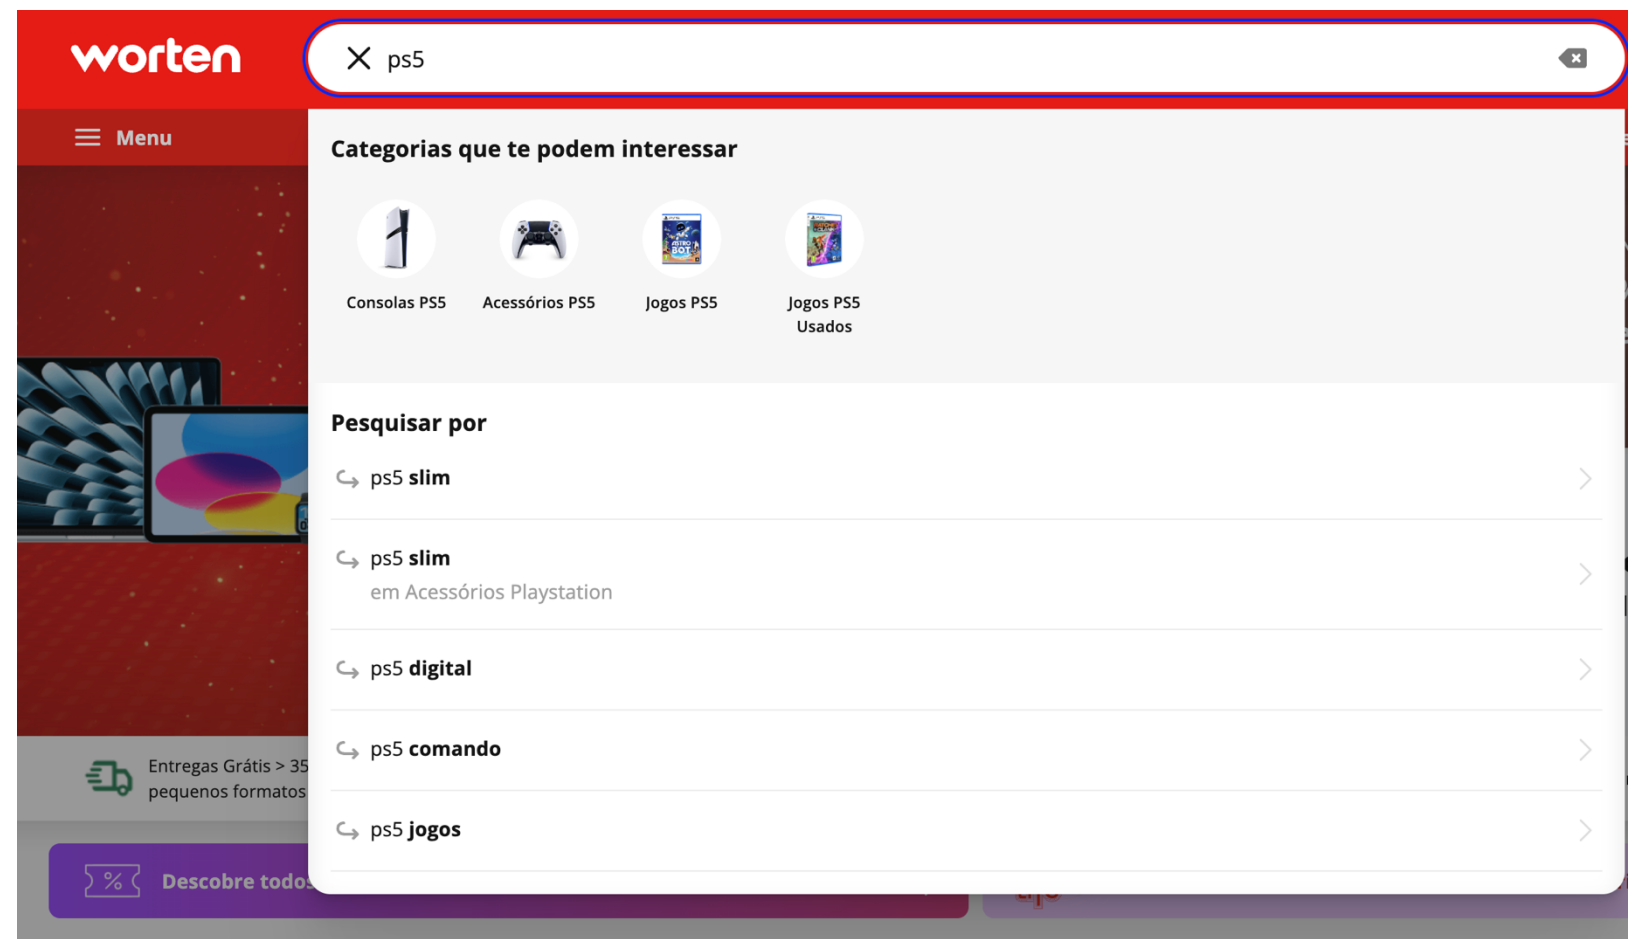 worten
ps5
Menu
Categorias que te podem interessar
Consolas PS5
Acessórios PS5
Jogos PS5
Jogos PS5
Usados
ASTRO
BOT
Pesquisar por
ps5 slim
ps5 slim
em Acessórios Playstation
ps5 digital
ps5 comando
ps5 jogos
Entregas Grátis > 35
pequenos formatos
%
Descobre todos